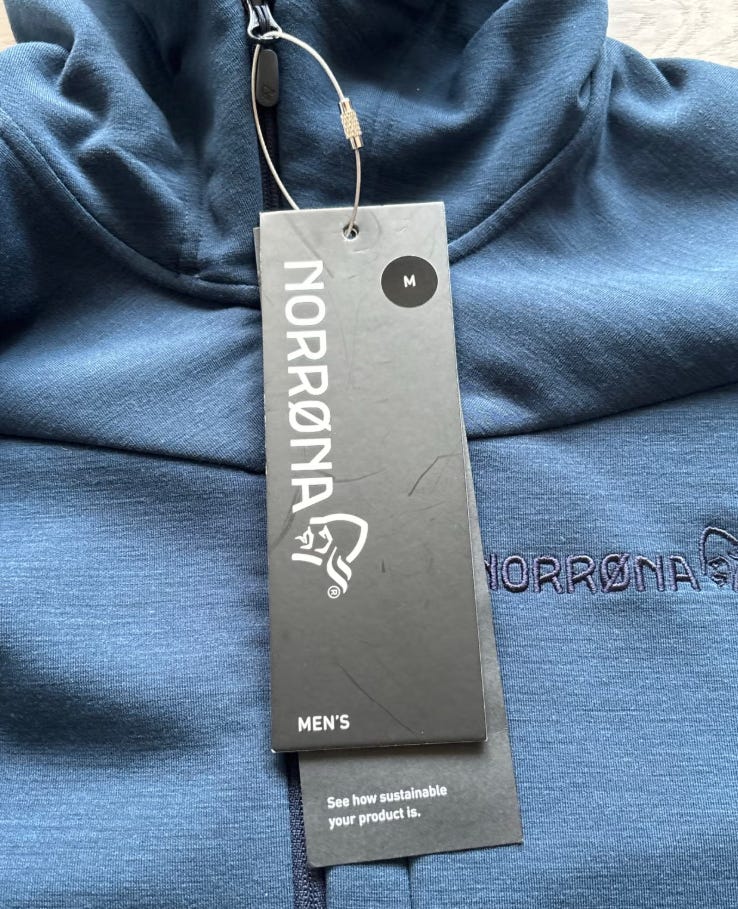 M
NORRØNA
®
MEN'S
See how sustainable
your product is.
NORRØNA